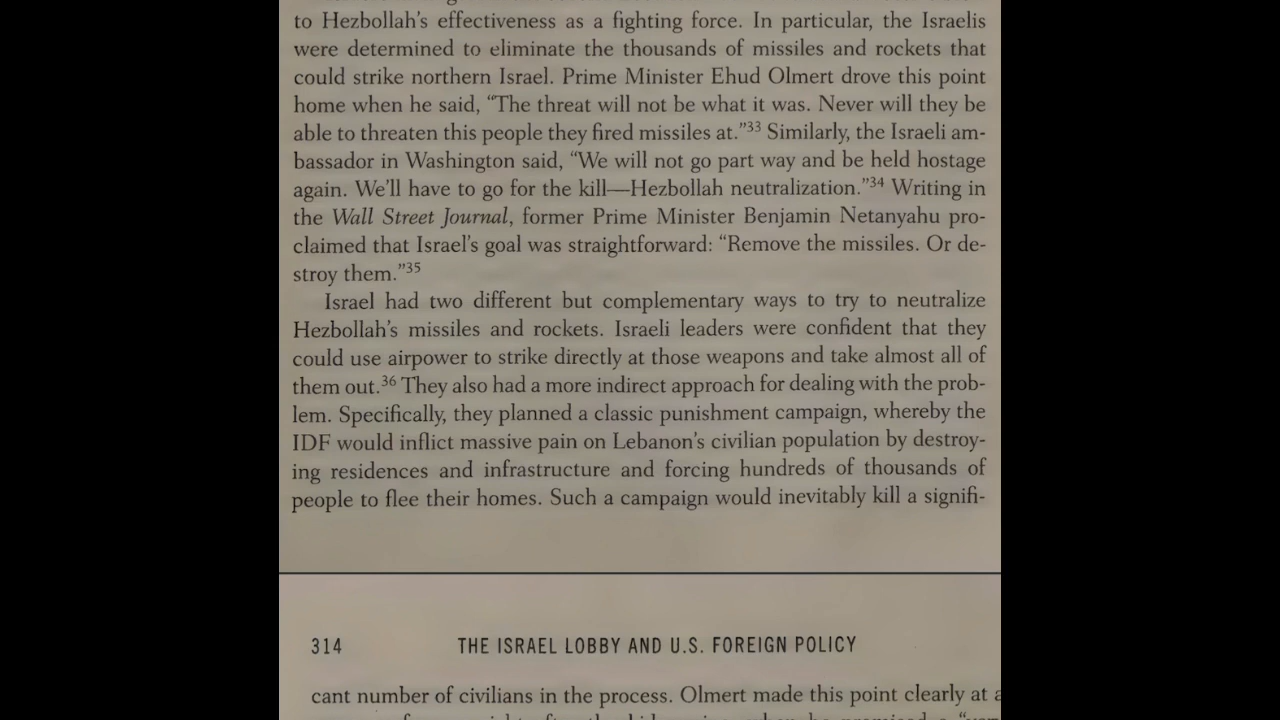 to Hezbollah's effectiveness as a fighting force. In particular, the Israelis
were determined to eliminate the thousands of missiles and rockets that
could strike northern Israel. Prime Minister Ehud Olmert drove this point
home when he said, “The threat will not be what it was. Never will they be
able to threaten this people they fired missiles at.”33 Similarly, the Israeli am-
bassador in Washington said, “We will not go part way and be held hostage
again. We'll have to go for the kill—Hezbollah neutralization.”34 Writing in
the Wall Street Journal, former Prime Minister Benjamin Netanyahu pro-
claimed that Israel's goal was straightforward: “Remove the missiles. Or de-
stroy them.”35
Israel had two different but complementary ways to try to neutralize
Hezbollah's missiles and rockets. Israeli leaders were confident that they
could use airpower to strike directly at those weapons and take almost all of
them out.36 They also had a more indirect approach for dealing with the prob-
lem. Specifically, they planned a classic punishment campaign, whereby the
IDF would inflict massive pain on Lebanon's civilian population by destroy-
ing residences and infrastructure and forcing hundreds of thousands of
people to flee their homes. Such a campaign would inevitably kill a signifi-
314 THE ISRAEL LOBBY AND U.S. FOREIGN POLICY
cant number of civilians in the process. Olmert made this point clearly at a